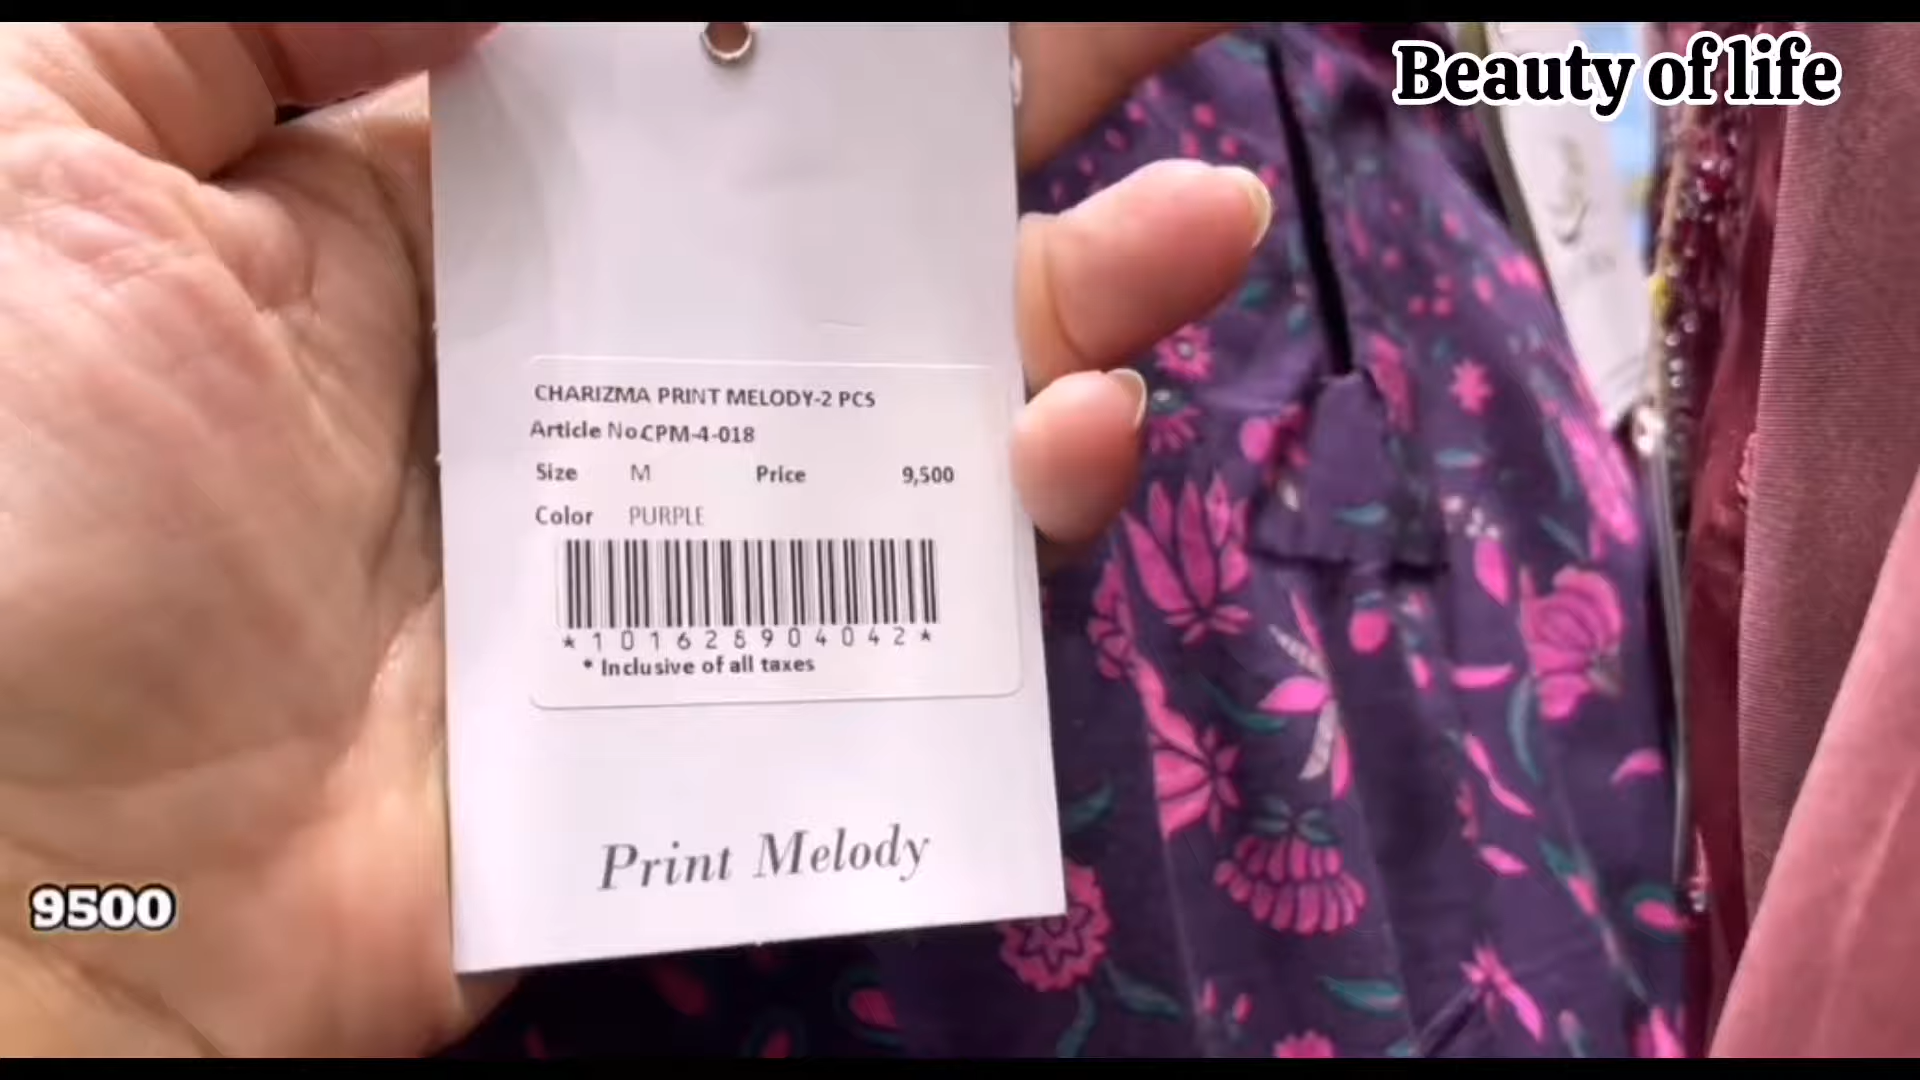 Beauty of life
CHARIZMA PRINT MELODY-2 PCS
Article No.CPM-4-018
Size M Price 9,500
Color PURPLE
*101628904042*
* Inclusive of all taxes
Print Melody
9500